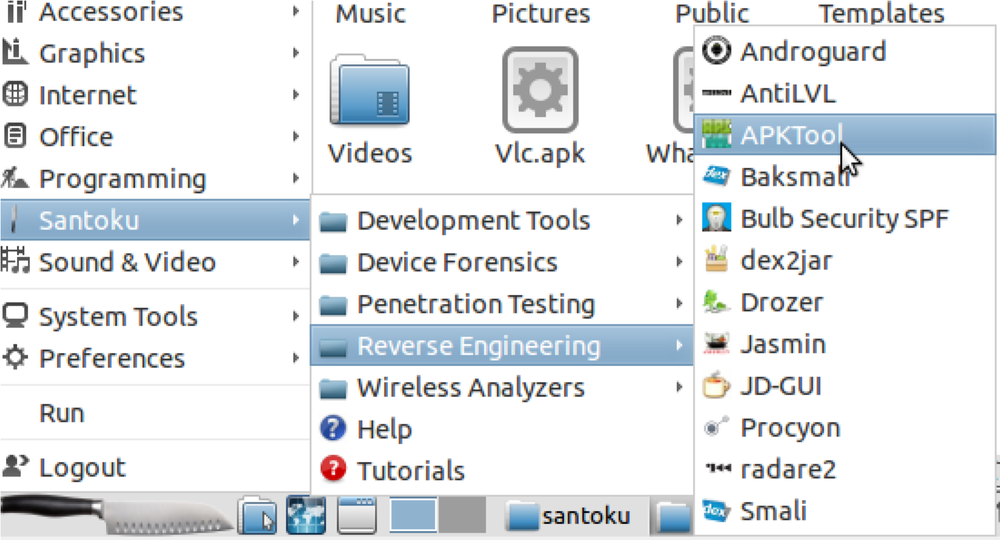 Accessories
Graphics
Internet
Office
Programming
Santoku
Sound & Video
System Tools
Preferences
Run
Logout
Music
Pictures
Public
Templates
Videos
Vlc.apk
Wha
Development Tools
Device Forensics
Penetration Testing
Reverse Engineering
Wireless Analyzers
Help
Tutorials
Androguard
AntiLVL
APKTool
Baksmali
Bulb Security SPF
dex2jar
Drozer
Jasmin
JD-GUI
Procyon
radare2
Smali
santoku